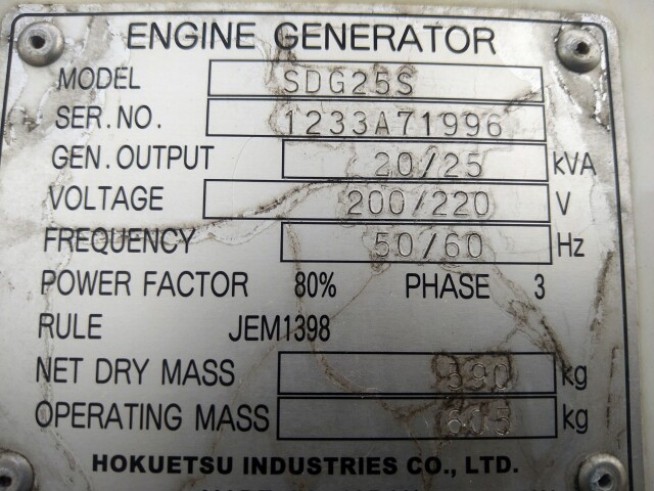 ENGINE GENERATOR
MODEL SDG25S
SER.NO. 1233A71996
GEN.OUTPUT 20/25 kVA
VOLTAGE 200/220 V
FREQUENCY 50/60 Hz
POWER FACTOR 80% PHASE 3
RULE JEM1398
NET DRY MASS 590 kg
OPERATING MASS kg
HOKUETSU INDUSTRIES CO., LTD.